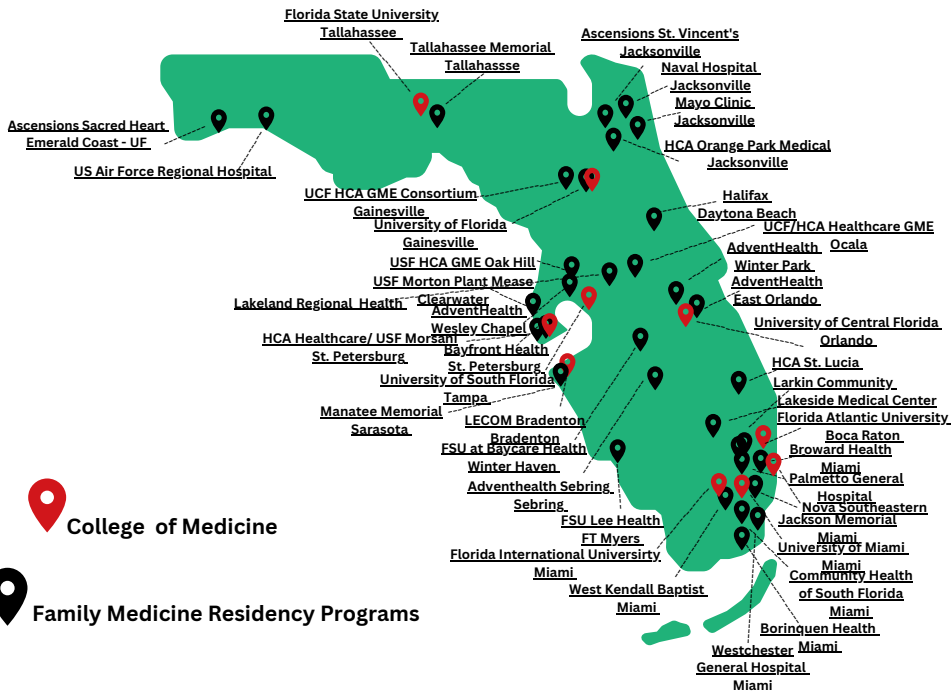 Florida State University
Tallahassee
Tallahassee Memorial
Tallahassse
Ascensions St. Vincent's
Jacksonville
Naval Hospital
Jacksonville
Mayo Clinic
Jacksonville
Ascensions Sacred Heart
Emerald Coast - UF
US Air Force Regional Hospital
HCA Orange Park Medical
Jacksonville
UCF HCA GME Consortium
Gainesville
University of Florida
Gainesville
Halifax
Daytona Beach
UCF/HCA Healthcare GME
Ocala
USF HCA GME Oak Hill
USF Morton Plant Mease
Clearwater
Lakeland Regional Health
AdventHealth
Winter Park
AdventHealth
East Orlando
AdventHealth
Wesley Chapel
HCA Healthcare/ USF Morsani
St. Petersburg
Bayfront Health
St. Petersburg
University of Central Florida
Orlando
University of South Florida
Tampa
Manatee Memorial
Sarasota
LECOM Bradenton
Bradenton
FSU at Baycare Health
Winter Haven
Adventhealth Sebring
Sebring
HCA St. Lucia
Larkin Community
Lakeside Medical Center
Florida Atlantic University
Boca Raton
Broward Health
Miami
Palmetto General
Hospital
Nova Southeastern
Jackson Memorial
Miami
University of Miami
Miami
Community Health
of South Florida
Miami
Borinquen Health
Miami
Westchester
General Hospital
Miami
FSU Lee Health
FT Myers
Florida International Universirty
Miami
West Kendall Baptist
Miami
College of Medicine
Family Medicine Residency Programs